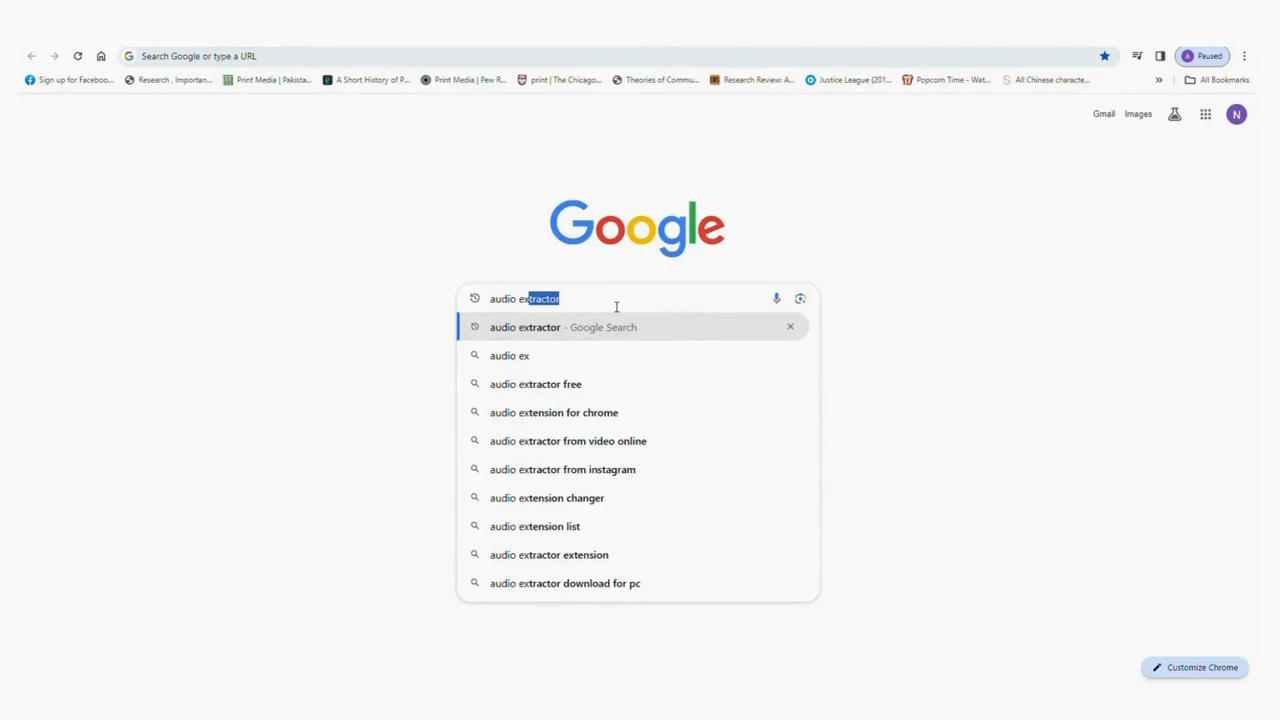 Search Google or type a URL
Paused
Sign up for Faceboo...
Research , Importan...
Print Media | Pakista...
A Short History of P...
Print Media | Pew R...
print | The Chicago...
Theories of Commu...
Research Review: A...
Justice League (201...
Popcorn Time - Wat...
All Chinese characte...
»
All Bookmarks
Gmail
Images
N
Google
audio extractor
audio extractor - Google Search
audio ex
audio extractor free
audio extension for chrome
audio extractor from video online
audio extractor from instagram
audio extension changer
audio extension list
audio extractor extension
audio extractor download for pc
Customize Chrome